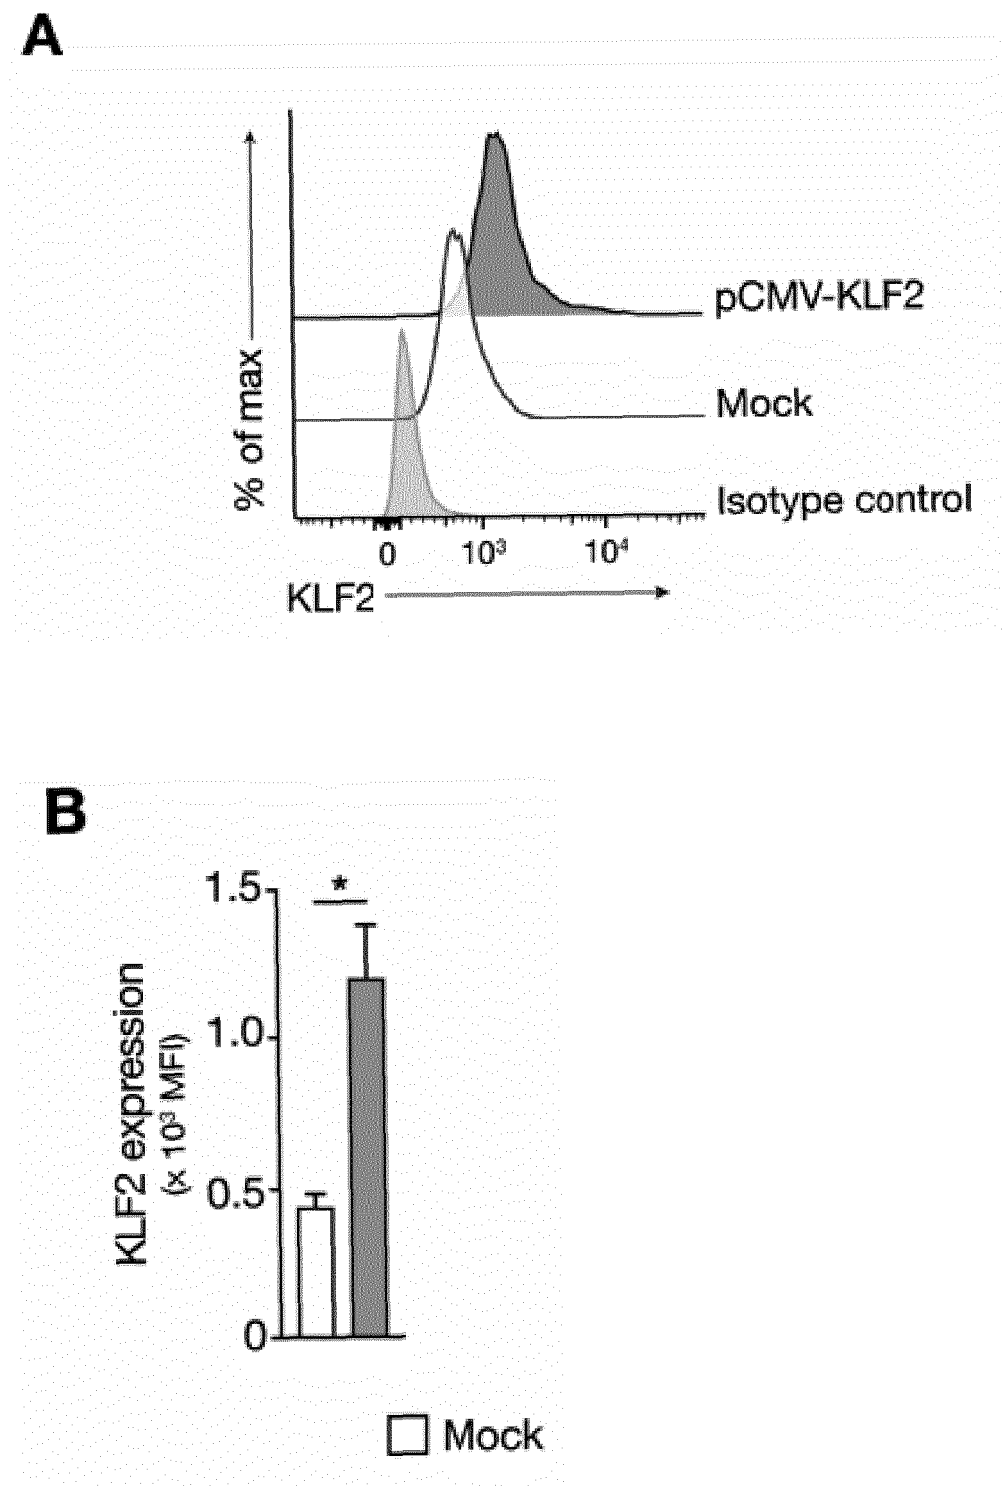 A
% of max
pCMV-KLF2
Mock
Isotype control
0 10³ 10⁴
KLF2
B
KLF2 expression
(x 10³ MFI)
1.5
*
1.0
0.5
0
Mock